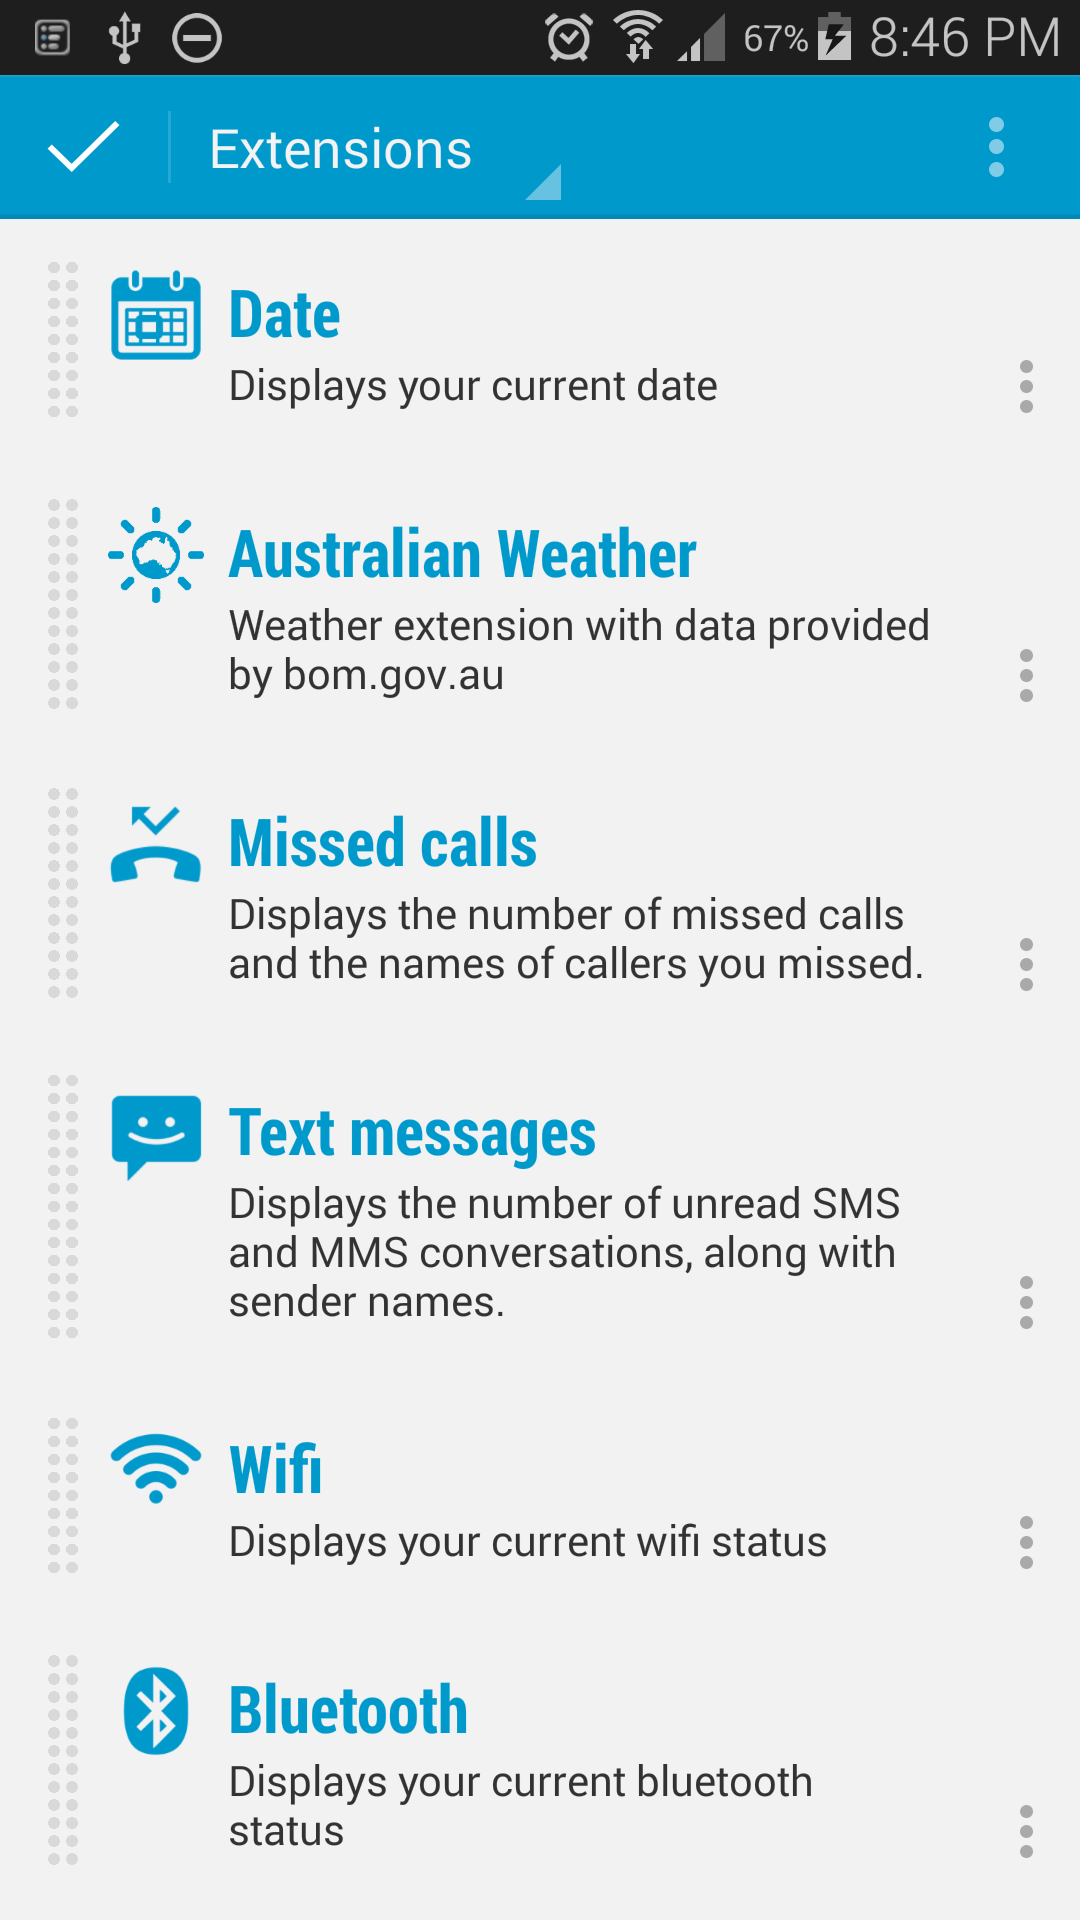 67% 8:46 PM
Extensions
Date
Displays your current date
Australian Weather
Weather extension with data provided
by bom.gov.au
Missed calls
Displays the number of missed calls
and the names of callers you missed.
Text messages
Displays the number of unread SMS
and MMS conversations, along with
sender names.
Wifi
Displays your current wifi status
Bluetooth
Displays your current bluetooth
status